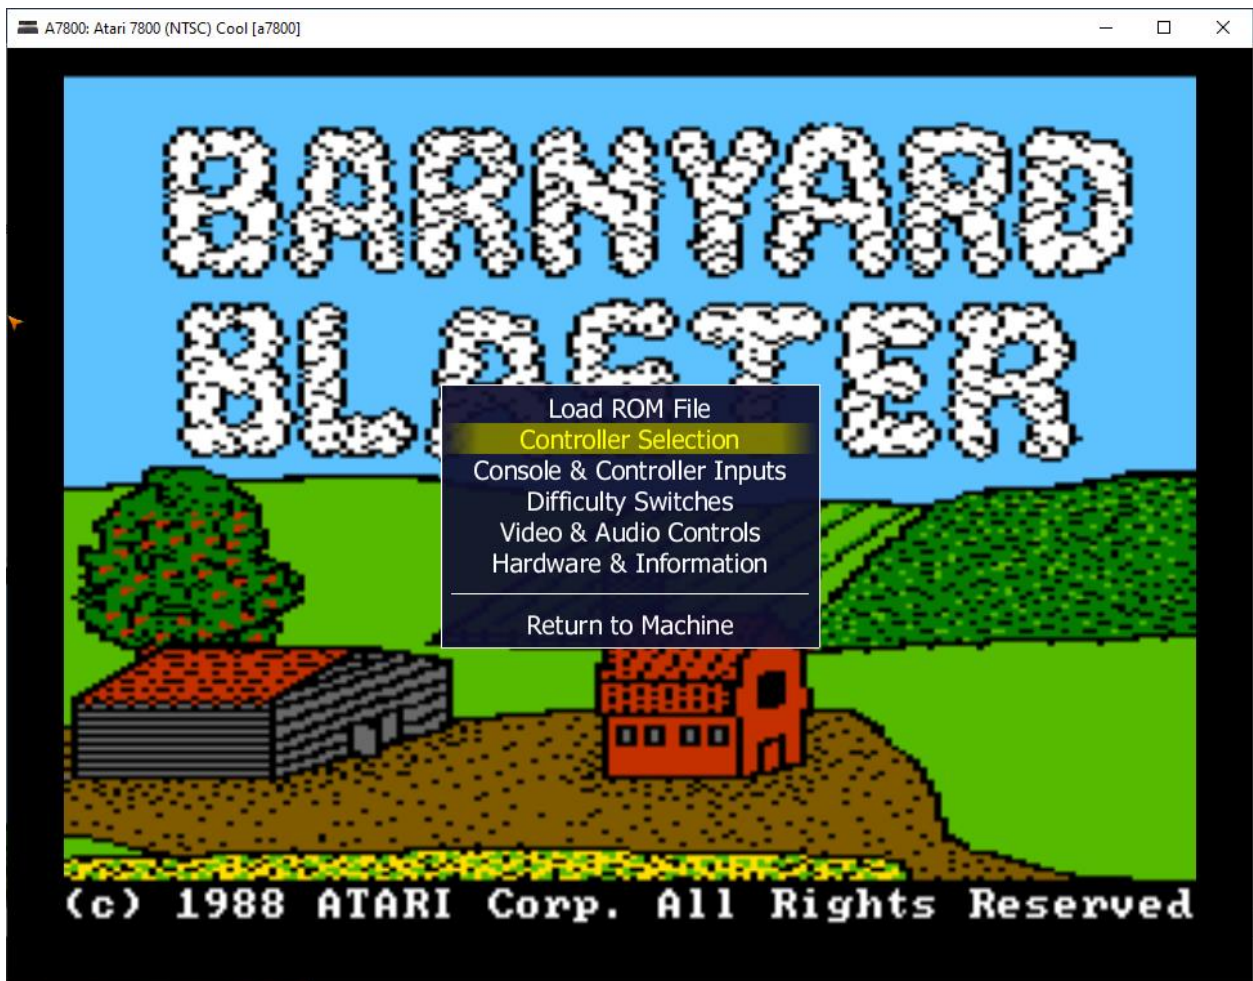 A7800: Atari 7800 (NTSC) Cool [a7800]
BARNYARD
BLASTER
Load ROM File
Controller Selection
Console & Controller Inputs
Difficulty Switches
Video & Audio Controls
Hardware & Information
Return to Machine
(c) 1988 ATARI Corp. All Rights Reserved